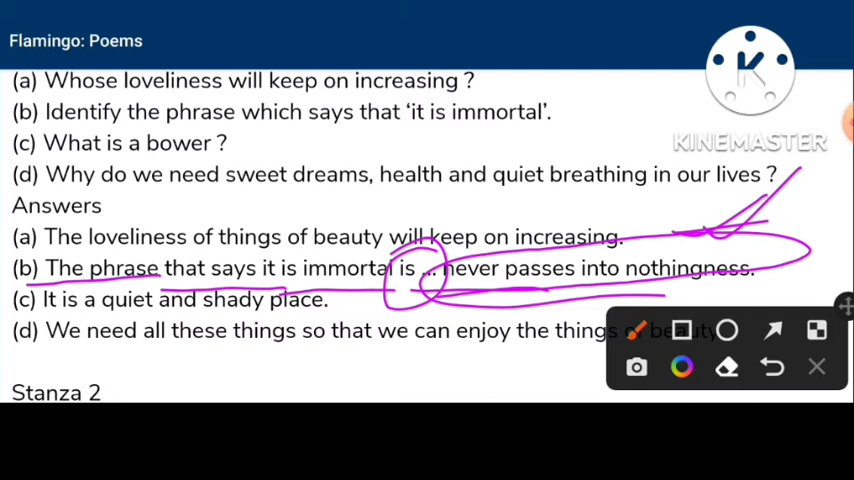 Flamingo: Poems
KINEMASTER
(a) Whose loveliness will keep on increasing ?
(b) Identify the phrase which says that ‘it is immortal’.
(c) What is a bower ?
(d) Why do we need sweet dreams, health and quiet breathing in our lives ?
Answers
(a) The loveliness of things of beauty will keep on increasing.
(b) The phrase that says it is immortal is ... never passes into nothingness.
(c) It is a quiet and shady place.
(d) We need all these things so that we can enjoy the things of beauty.
Stanza 2